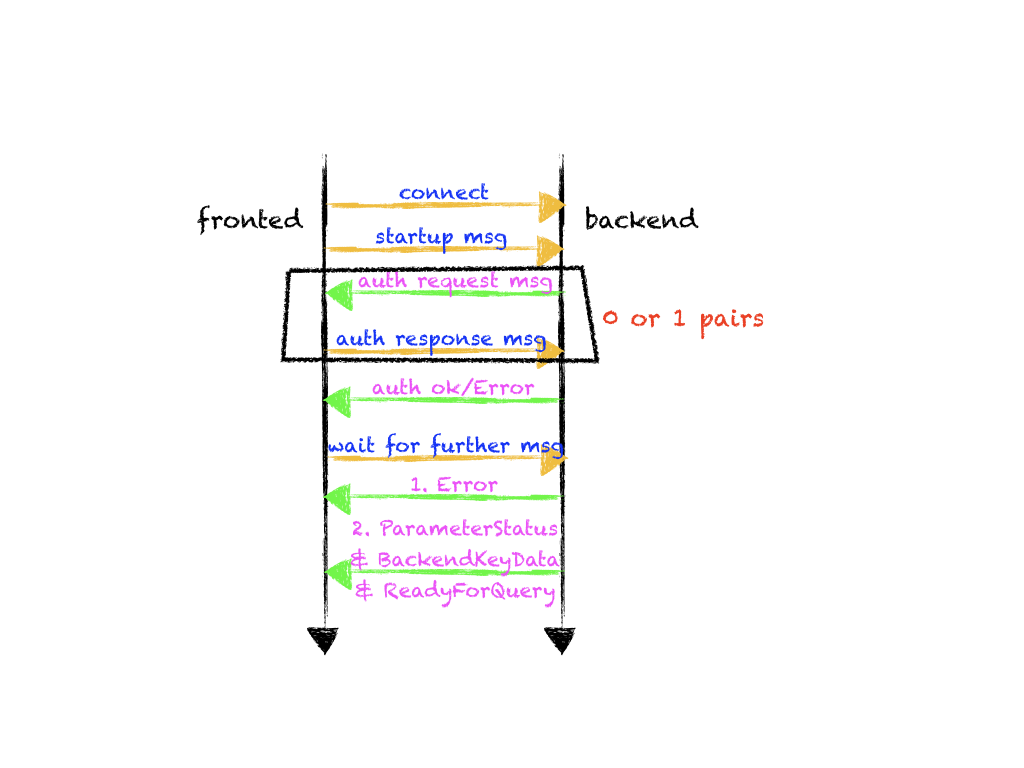 connect
fronted
backend
startup msg
auth request msg
0 or 1 pairs
auth response msg
auth ok/Error
wait for further msg
1. Error
2. ParameterStatus
& BackendKeyData
& ReadyForQuery